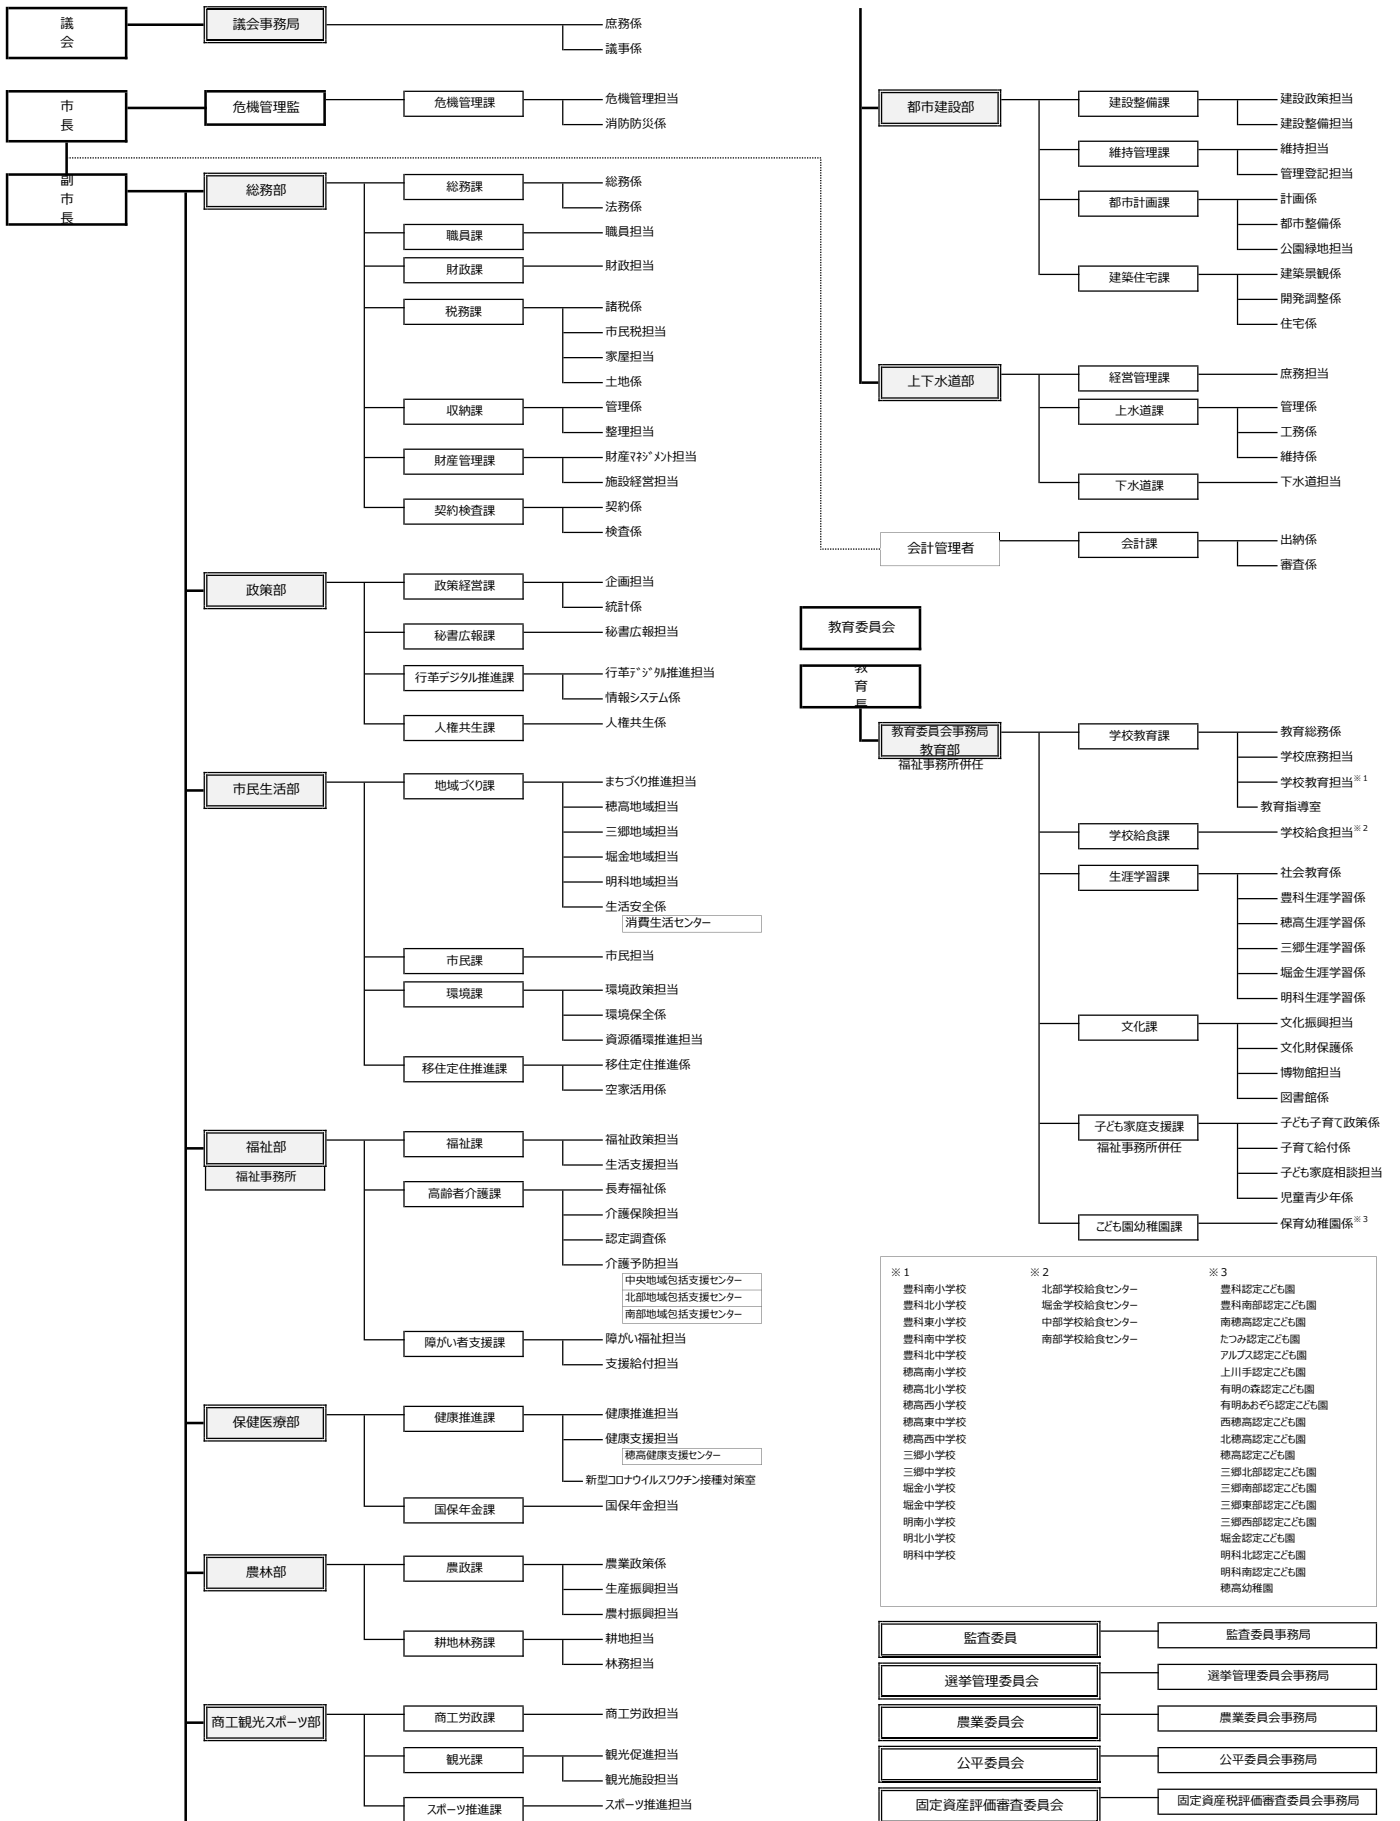 議
会
議会事務局
庶務係
議事係
市
長
危機管理監
危機管理課
危機管理担当
消防防災係
副
市
長
総務部
総務課
総務係
法務係
職員課
職員担当
財政課
財政担当
税務課
諸税係
市民税担当
家屋担当
土地係
収納課
管理係
整理担当
財産管理課
財産ﾏﾈｼﾞﾒﾝﾄ担当
施設経営担当
契約検査課
契約係
検査係
政策部
政策経営課
企画担当
統計係
秘書広報課
秘書広報担当
行革デジタル推進課
行革ﾃﾞｼﾞﾀﾙ推進担当
情報システム係
人権共生課
人権共生係
市民生活部
地域づくり課
まちづくり推進担当
穂高地域担当
三郷地域担当
堀金地域担当
明科地域担当
生活安全係
消費生活センター
市民課
市民担当
環境課
環境政策担当
環境保全係
資源循環推進担当
移住定住推進課
移住定住推進係
空家活用係
福祉部
福祉事務所
福祉課
福祉政策担当
生活支援担当
高齢者介護課
長寿福祉係
介護保険担当
認定調査係
介護予防担当
中央地域包括支援センター
北部地域包括支援センター
南部地域包括支援センター
障がい者支援課
障がい福祉担当
支援給付担当
保健医療部
健康推進課
健康推進担当
健康支援担当
穂高健康支援センター
新型コロナウイルスワクチン接種対策室
国保年金課
国保年金担当
農林部
農政課
農業政策係
生産振興担当
農村振興担当
耕地林務課
耕地担当
林務担当
商工観光スポーツ部
商工労政課
商工労政担当
観光課
観光促進担当
観光施設担当
スポーツ推進課
スポーツ推進担当
都市建設部
建設整備課
建設政策担当
建設整備担当
維持管理課
維持担当
管理登記担当
都市計画課
計画係
都市整備係
公園緑地担当
建築住宅課
建築景観係
開発調整係
住宅係
上下水道部
経営管理課
庶務担当
上水道課
管理係
工務係
維持係
下水道課
下水道担当
会計管理者
会計課
出納係
審査係
教育委員会
教
育
長
教育委員会事務局
教育部
福祉事務所併任
学校教育課
教育総務係
学校庶務担当
学校教育担当※1
教育指導室
学校給食課
学校給食担当※2
生涯学習課
社会教育係
豊科生涯学習係
穂高生涯学習係
三郷生涯学習係
堀金生涯学習係
明科生涯学習係
文化課
文化振興担当
文化財保護係
博物館担当
図書館係
子ども家庭支援課
福祉事務所併任
子ども子育て政策係
子育て給付係
子ども家庭相談担当
児童青少年係
こども園幼稚園課
保育幼稚園係※3
※1
豊科南小学校
豊科北小学校
豊科東小学校
豊科南中学校
豊科北中学校
穂高南小学校
穂高北小学校
穂高西小学校
穂高東中学校
穂高西中学校
三郷小学校
三郷中学校
堀金小学校
堀金中学校
明南小学校
明北小学校
明科中学校
※2
北部学校給食センター
堀金学校給食センター
中部学校給食センター
南部学校給食センター
※3
豊科認定こども園
豊科南部認定こども園
南穂高認定こども園
たつみ認定こども園
アルプス認定こども園
上川手認定こども園
有明の森認定こども園
有明あおぞら認定こども園
西穂高認定こども園
北穂高認定こども園
穂高認定こども園
三郷北部認定こども園
三郷南部認定こども園
三郷東部認定こども園
三郷西部認定こども園
堀金認定こども園
明科北認定こども園
明科南認定こども園
穂高幼稚園
監査委員
監査委員事務局
選挙管理委員会
選挙管理委員会事務局
農業委員会
農業委員会事務局
公平委員会
公平委員会事務局
固定資産評価審査委員会
固定資産税評価審査委員会事務局